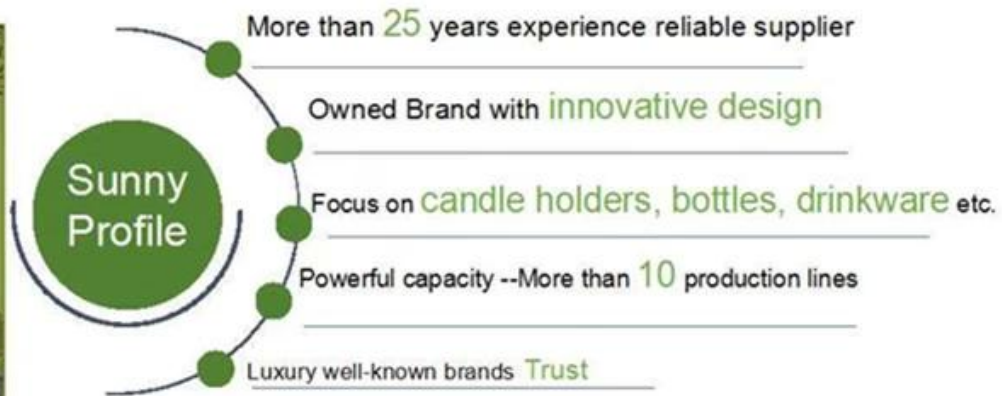 More than 25 years experience reliable supplier
Owned Brand with innovative design
Sunny
Profile
Focus on candle holders, bottles, drinkware etc.
Powerful capacity --More than 10 production lines
Luxury well-known brands Trust